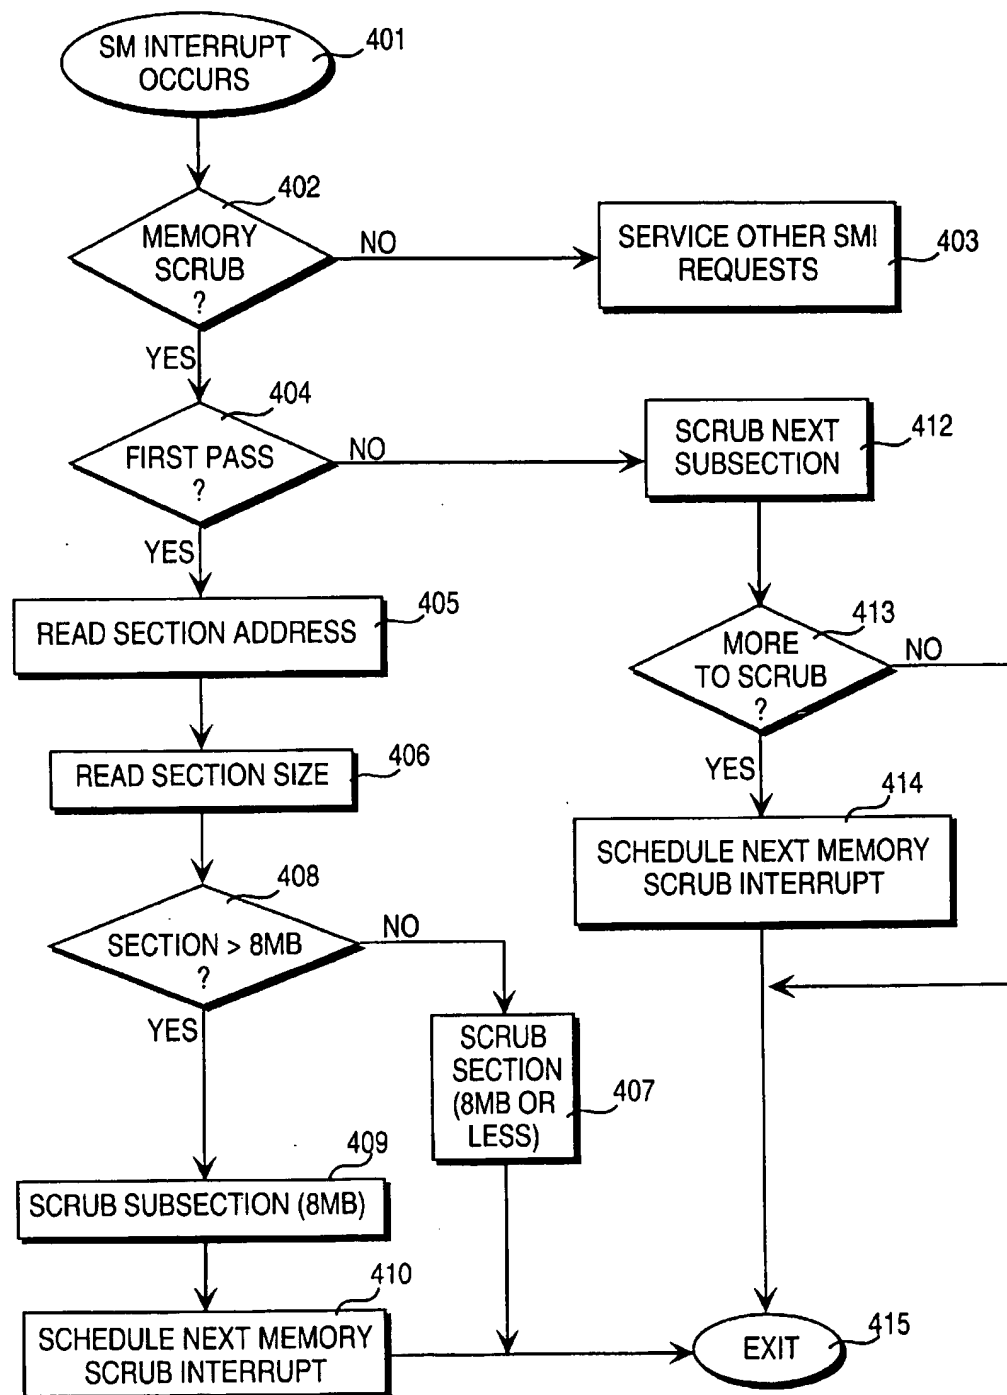 SM INTERRUPT
OCCURS
401
402
MEMORY
SCRUB
?
NO
SERVICE OTHER SMI
REQUESTS
403
YES
404
FIRST PASS
?
NO
SCRUB NEXT
SUBSECTION
412
YES
READ SECTION ADDRESS
405
413
MORE
TO SCRUB
?
NO
READ SECTION SIZE
406
YES
414
SCHEDULE NEXT MEMORY
SCRUB INTERRUPT
408
SECTION > 8MB
?
NO
YES
SCRUB
SECTION
(8MB OR
LESS)
407
409
SCRUB SUBSECTION (8MB)
410
SCHEDULE NEXT MEMORY
SCRUB INTERRUPT
EXIT
415